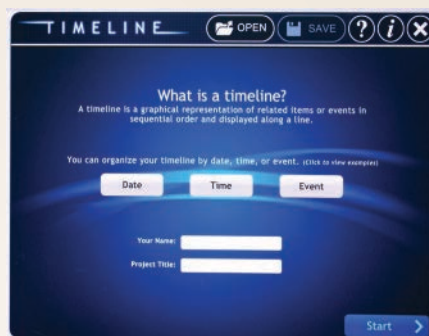 TIMELINE OPEN SAVE ? i X
What is a timeline?
A timeline is a graphical representation of related items or events in
sequential order and displayed along a line.
You can organize your timeline by date, time, or event. (Click to view examples)
Date Time Event
Your Name:
Project Title:
Start